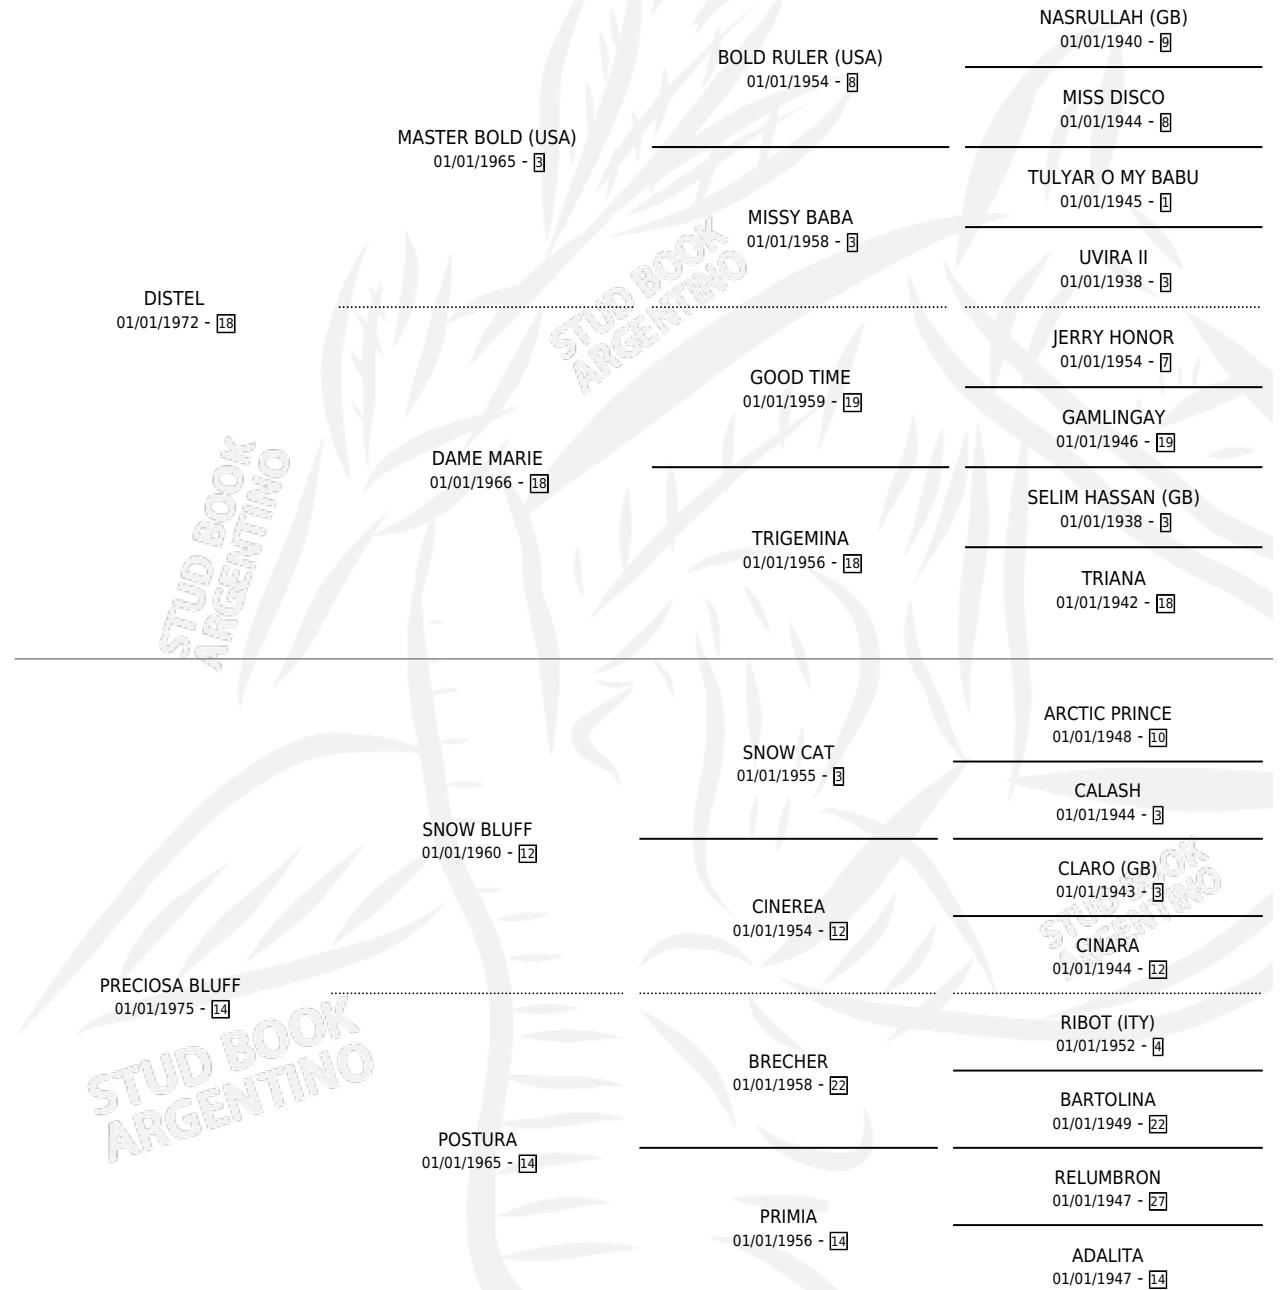 NASRULLAH (GB)
01/01/1940 - 9
BOLD RULER (USA)
01/01/1954 - 8
MISS DISCO
01/01/1944 - 8
MASTER BOLD (USA)
01/01/1965 - 3
TULYAR O MY BABU
01/01/1945 - 1
MISSY BABA
01/01/1958 - 3
UVIRA II
01/01/1938 - 3
DISTEL
01/01/1972 - 18
JERRY HONOR
01/01/1954 - 7
GOOD TIME
01/01/1959 - 19
GAMLINGAY
01/01/1946 - 19
DAME MARIE
01/01/1966 - 18
SELIM HASSAN (GB)
01/01/1938 - 3
TRIGEMINA
01/01/1956 - 18
TRIANA
01/01/1942 - 18
ARCTIC PRINCE
01/01/1948 - 10
SNOW CAT
01/01/1955 - 3
CALASH
01/01/1944 - 3
SNOW BLUFF
01/01/1960 - 12
CLARO (GB)
01/01/1943 - 3
CINEREA
01/01/1954 - 12
CINARA
01/01/1944 - 12
PRECIOSA BLUFF
01/01/1975 - 14
RIBOT (ITY)
01/01/1952 - 4
BRECHER
01/01/1958 - 22
BARTOLINA
01/01/1949 - 22
POSTURA
01/01/1965 - 14
RELUMBRON
01/01/1947 - 27
PRIMIA
01/01/1956 - 14
ADALITA
01/01/1947 - 14
STUD BOOK
ARGENTINO
STUD BOOK
ARGENTINO
STUD BOOK
ARGENTINO
STUD BOOK
ARGENTINO